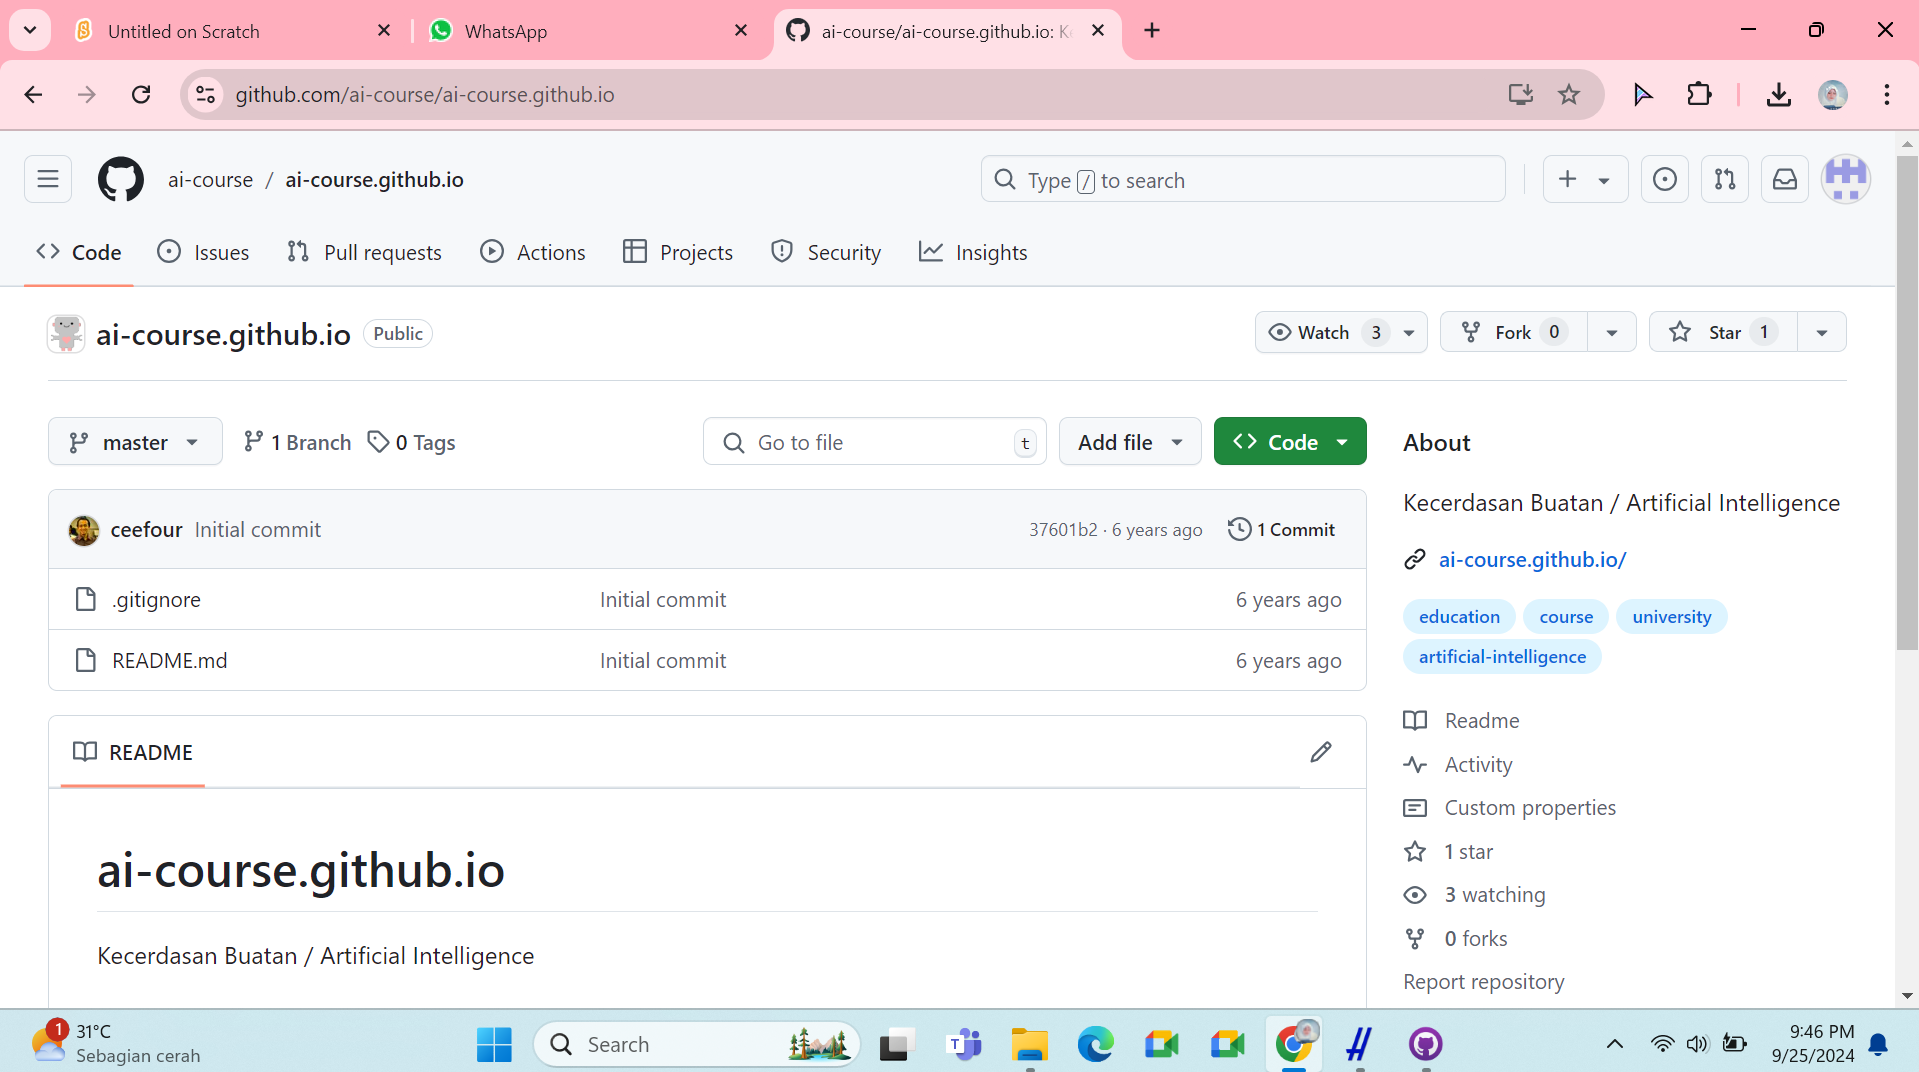 Untitled on Scratch
WhatsApp
ai-course/ai-course.github.io: Ke
github.com/ai-course/ai-course.github.io
ai-course / ai-course.github.io
Type / to search
Code
Issues
Pull requests
Actions
Projects
Security
Insights
ai-course.github.io Public
Watch 3
Fork 0
Star 1
master
1 Branch
0 Tags
Go to file t
Add file
Code
ceefour Initial commit
37601b2 · 6 years ago
1 Commit
.gitignore Initial commit 6 years ago
README.md Initial commit 6 years ago
README
ai-course.github.io
Kecerdasan Buatan / Artificial Intelligence
About
Kecerdasan Buatan / Artificial Intelligence
ai-course.github.io/
education course university
artificial-intelligence
Readme
Activity
Custom properties
1 star
3 watching
0 forks
Report repository
1
31°C
Sebagian cerah
Search
9:46 PM
9/25/2024